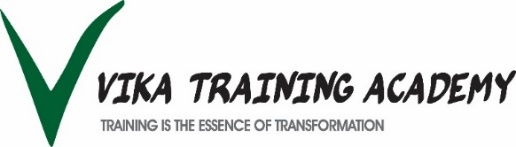 VIKA TRAINING ACADEMY
TRAINING IS THE ESSENCE OF TRANSFORMATION